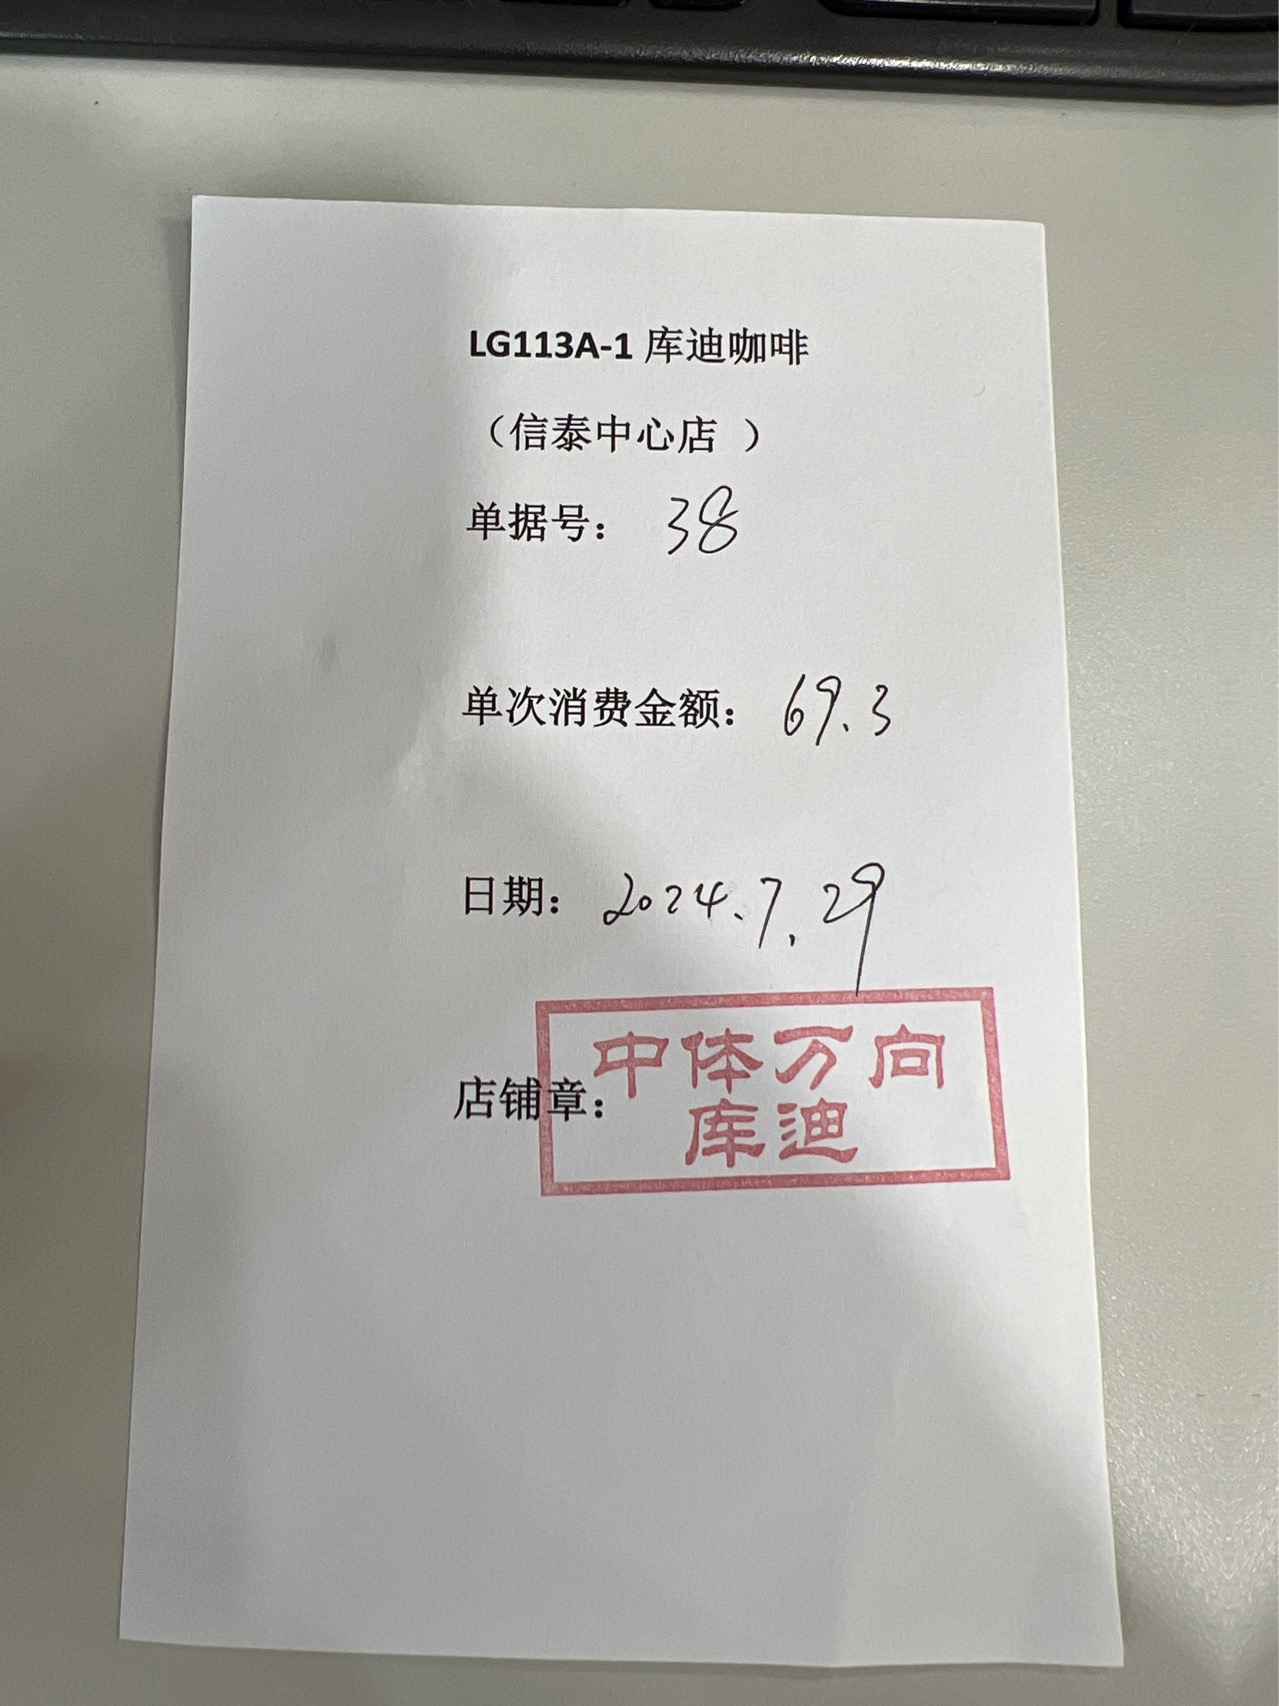 LG113A-1 库迪咖啡
（信泰中心店 ）
单据号： 38
单次消费金额： 69.3
日期： 2024.7.29
店铺章：
中体万向
库迪